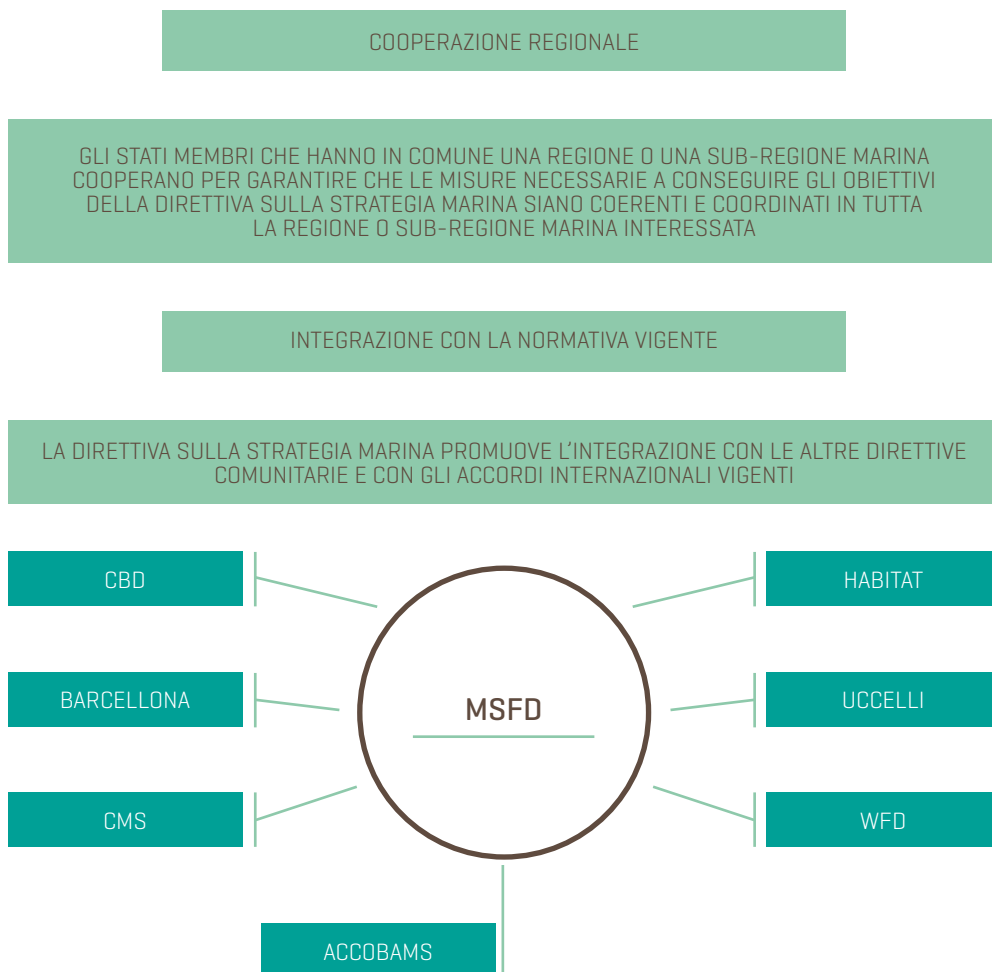 COOPERAZIONE REGIONALE
GLI STATI MEMBRI CHE HANNO IN COMUNE UNA REGIONE O UNA SUB-REGIONE MARINA
COOPERANO PER GARANTIRE CHE LE MISURE NECESSARIE A CONSEGUIRE GLI OBIETTIVI
DELLA DIRETTIVA SULLA STRATEGIA MARINA SIANO COERENTI E COORDINATI IN TUTTA
LA REGIONE O SUB-REGIONE MARINA INTERESSATA
INTEGRAZIONE CON LA NORMATIVA VIGENTE
LA DIRETTIVA SULLA STRATEGIA MARINA PROMUOVE L'INTEGRAZIONE CON LE ALTRE DIRETTIVE
COMUNITARIE E CON GLI ACCORDI INTERNAZIONALI VIGENTI
CBD
HABITAT
BARCELLONA
MSFD
UCCELLI
CMS
WFD
ACCOBAMS